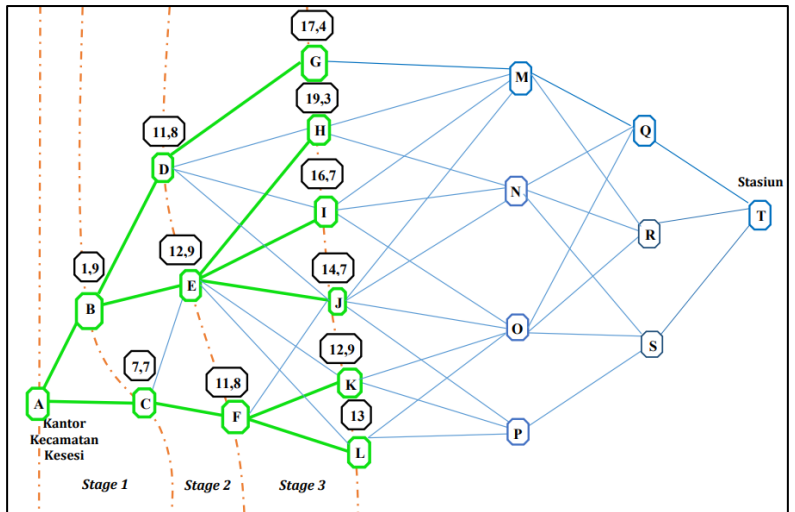 17,4
G
M
19,3
11,8
H
Q
D
16,7
Stasiun
N
I
T
12,9
R
1,9
14,7
E
B
J
O
S
7,7
12,9
11,8
K
A
C
F
13
P
Kantor
Kecamatan
Kesesi
L
Stage 1
Stage 2
Stage 3